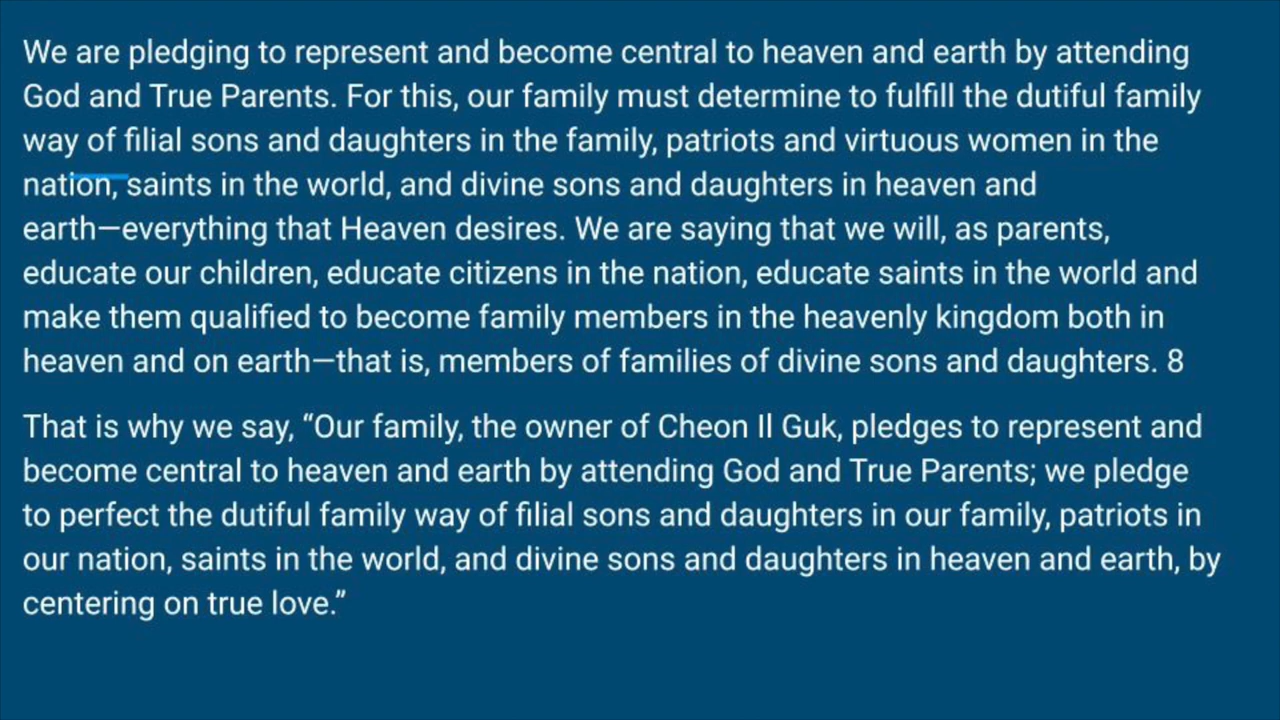 We are pledging to represent and become central to heaven and earth by attending
God and True Parents. For this, our family must determine to fulfill the dutiful family
way of filial sons and daughters in the family, patriots and virtuous women in the
nation, saints in the world, and divine sons and daughters in heaven and
earth—everything that Heaven desires. We are saying that we will, as parents,
educate our children, educate citizens in the nation, educate saints in the world and
make them qualified to become family members in the heavenly kingdom both in
heaven and on earth—that is, members of families of divine sons and daughters. 8
That is why we say, “Our family, the owner of Cheon Il Guk, pledges to represent and
become central to heaven and earth by attending God and True Parents; we pledge
to perfect the dutiful family way of filial sons and daughters in our family, patriots in
our nation, saints in the world, and divine sons and daughters in heaven and earth, by
centering on true love.”